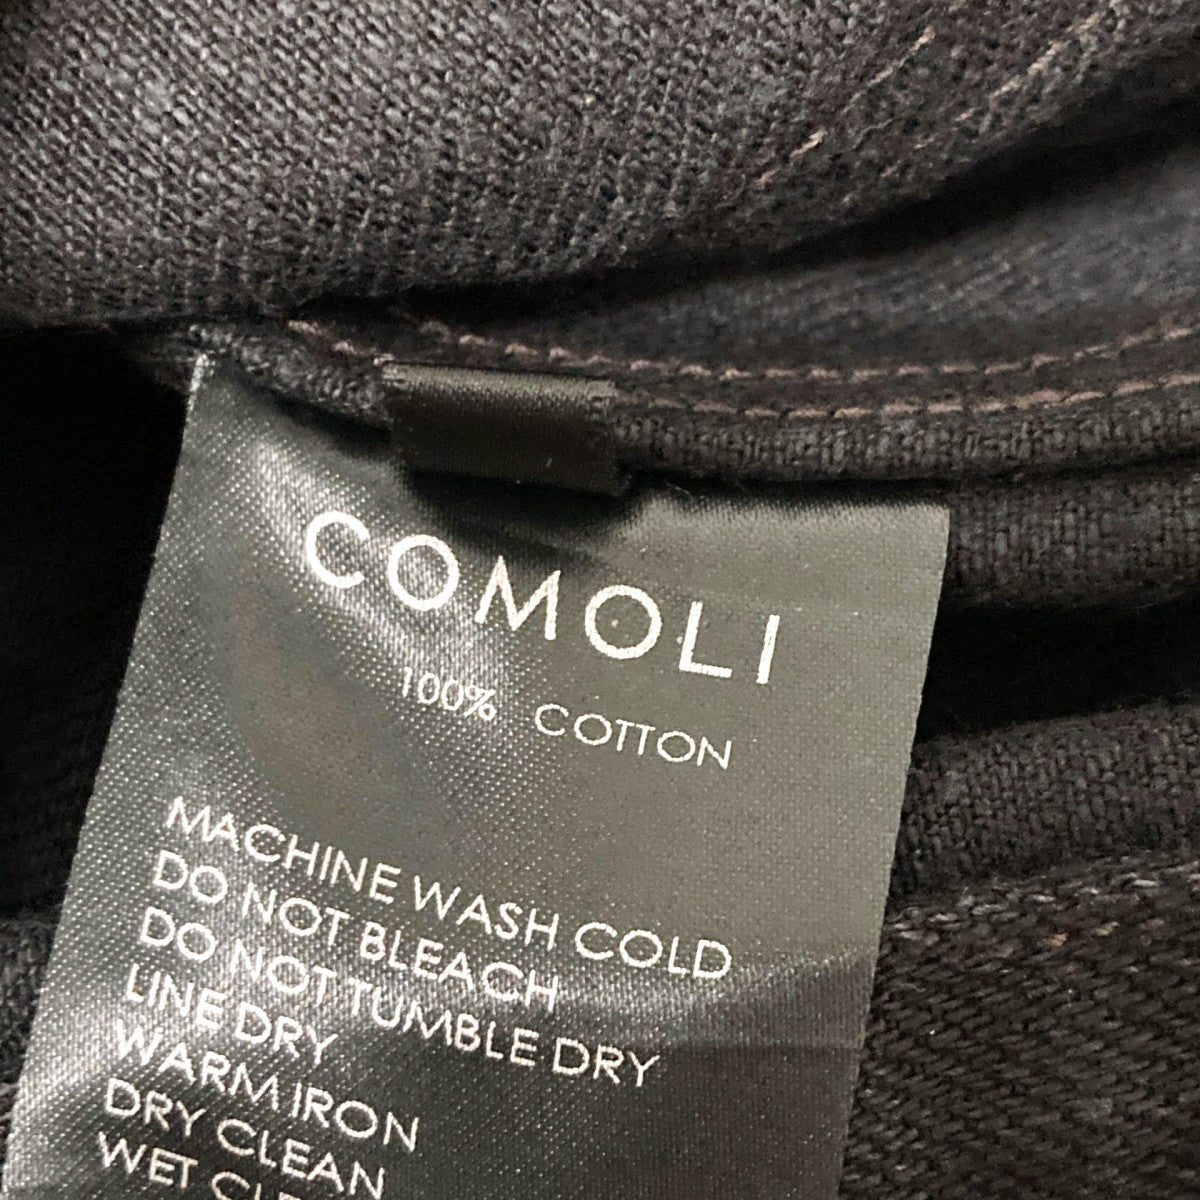 COMOLI
100% COTTON
MACHINE WASH COLD
DO NOT BLEACH
DO NOT TUMBLE DRY
LINE DRY
WARM IRON
DRY CLEAN
WET